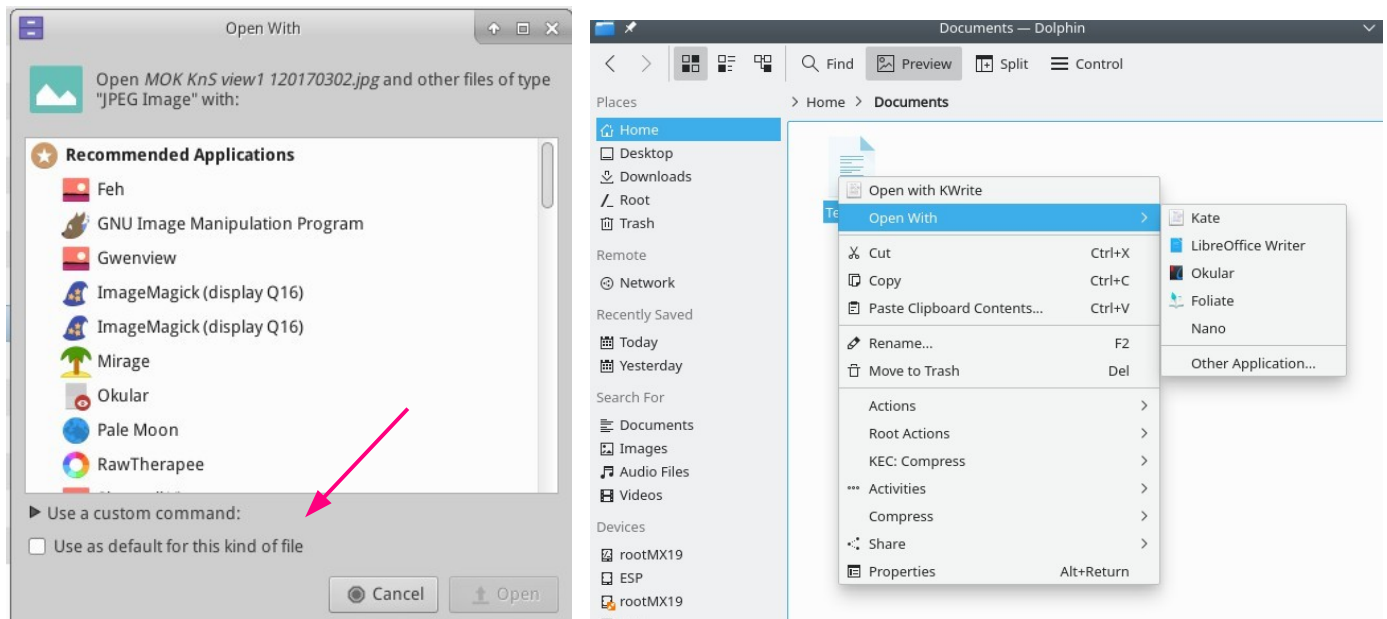 Open With
Open MOK KnS view1 120170302.jpg and other files of type
"JPEG Image" with:
Recommended Applications
Feh
GNU Image Manipulation Program
Gwenview
ImageMagick (display Q16)
ImageMagick (display Q16)
Mirage
Okular
Pale Moon
RawTherapee
Use a custom command:
Use as default for this kind of file
Cancel Open
Documents — Dolphin
Find Preview Split Control
Places
Home
Desktop
Downloads
Root
Trash
Remote
Network
Recently Saved
Today
Yesterday
Search For
Documents
Images
Audio Files
Videos
Devices
rootMX19
ESP
rootMX19
> Home > Documents
Te
Open with KWrite
Open With
Cut Ctrl+X
Copy Ctrl+C
Paste Clipboard Contents... Ctrl+V
Rename... F2
Move to Trash Del
Actions
Root Actions
KEC: Compress
Activities
Compress
Share
Properties Alt+Return
Kate
LibreOffice Writer
Okular
Foliate
Nano
Other Application...